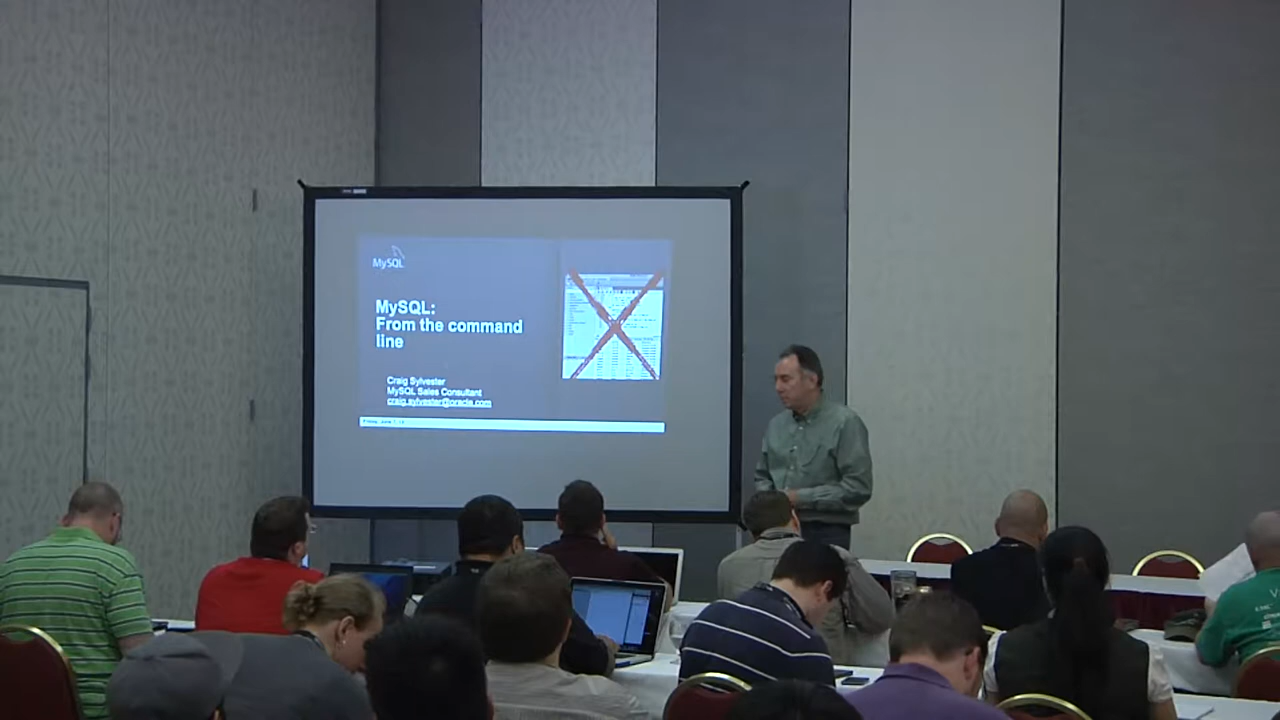 MySQL
MySQL:
From the command
line
Craig Sylvester
MySQL Sales Consultant
craig.sylvester@oracle.com